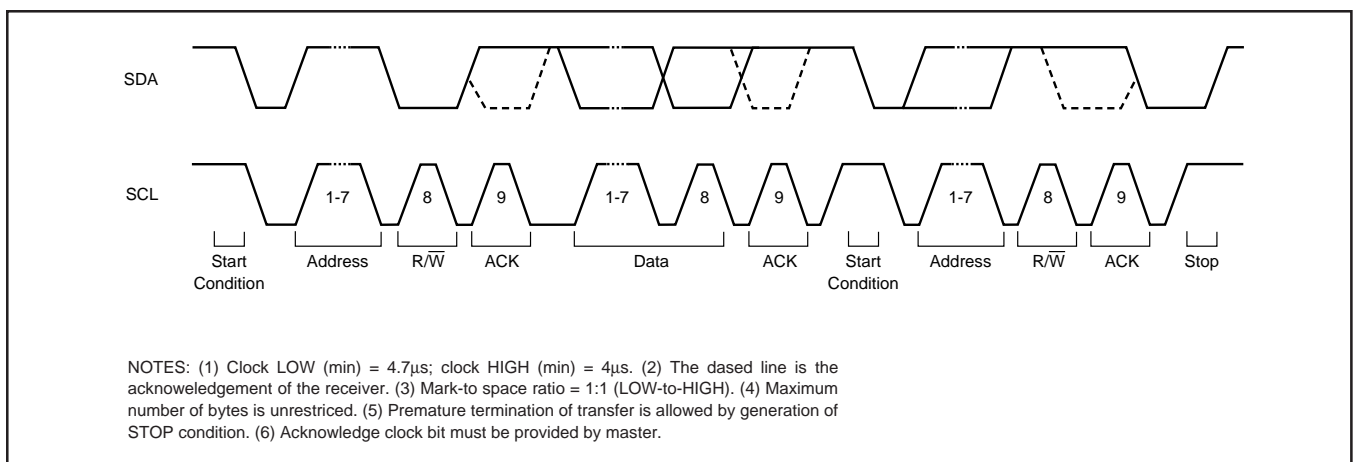 SDA
SCL
1-7 8 9 1-7 8 9 1-7 8 9
Start Address R/W̅ ACK Data ACK Start Address R/W̅ ACK Stop
Condition Condition
NOTES: (1) Clock LOW (min) = 4.7µs; clock HIGH (min) = 4µs. (2) The dased line is the
acknoweledgement of the receiver. (3) Mark-to space ratio = 1:1 (LOW-to-HIGH). (4) Maximum
number of bytes is unrestriced. (5) Premature termination of transfer is allowed by generation of
STOP condition. (6) Acknowledge clock bit must be provided by master.